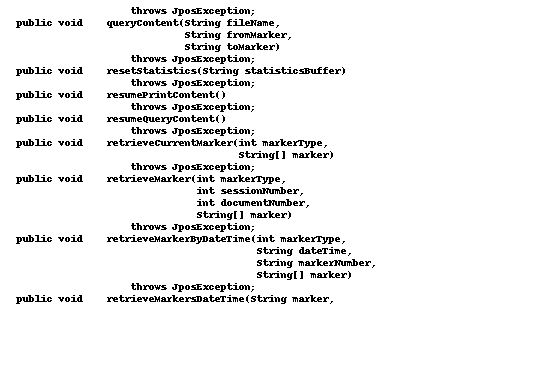 throws JposException;
public void queryContent(String fileName,
String fromMarker,
String toMarker)
throws JposException;
public void resetStatistics(String statisticsBuffer)
throws JposException;
public void resumePrintContent()
throws JposException;
public void resumeQueryContent()
throws JposException;
public void retrieveCurrentMarker(int markerType,
String[] marker)
throws JposException;
public void retrieveMarker(int markerType,
int sessionNumber,
int documentNumber,
String[] marker)
throws JposException;
public void retrieveMarkerByDateTime(int markerType,
String dateTime,
String markerNumber,
String[] marker)
throws JposException;
public void retrieveMarkersDateTime(String marker,